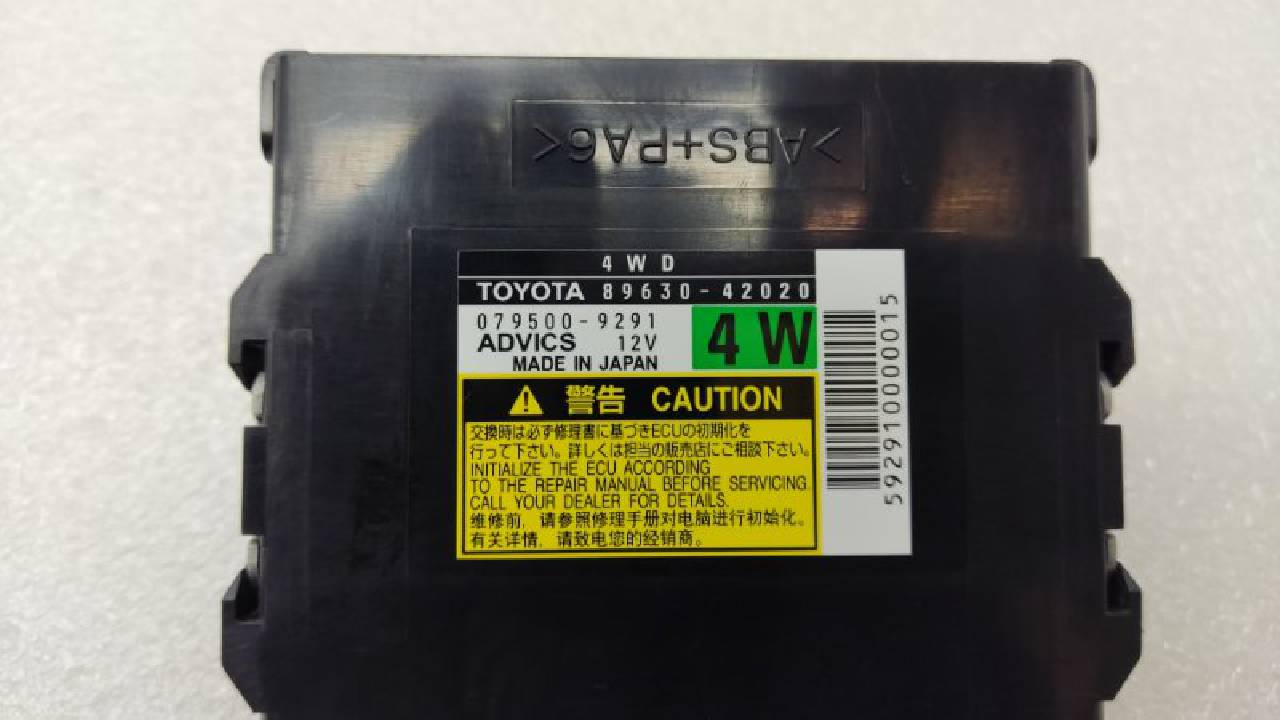 >ABS+PA6<
4WD
TOYOTA 89630-42020
079500-9291
ADVICS 12V
MADE IN JAPAN
4W
警告 CAUTION
交換時は必ず修理書に基づきECUの初期化を
行って下さい。詳しくは担当の販売店にご相談下さい。
INITIALIZE THE ECU ACCORDING
TO THE REPAIR MANUAL BEFORE SERVICING.
CALL YOUR DEALER FOR DETAILS.
维修前，请参照修理手册对电脑进行初始化。
有关详情，请致电您的经销商。
5929100000015